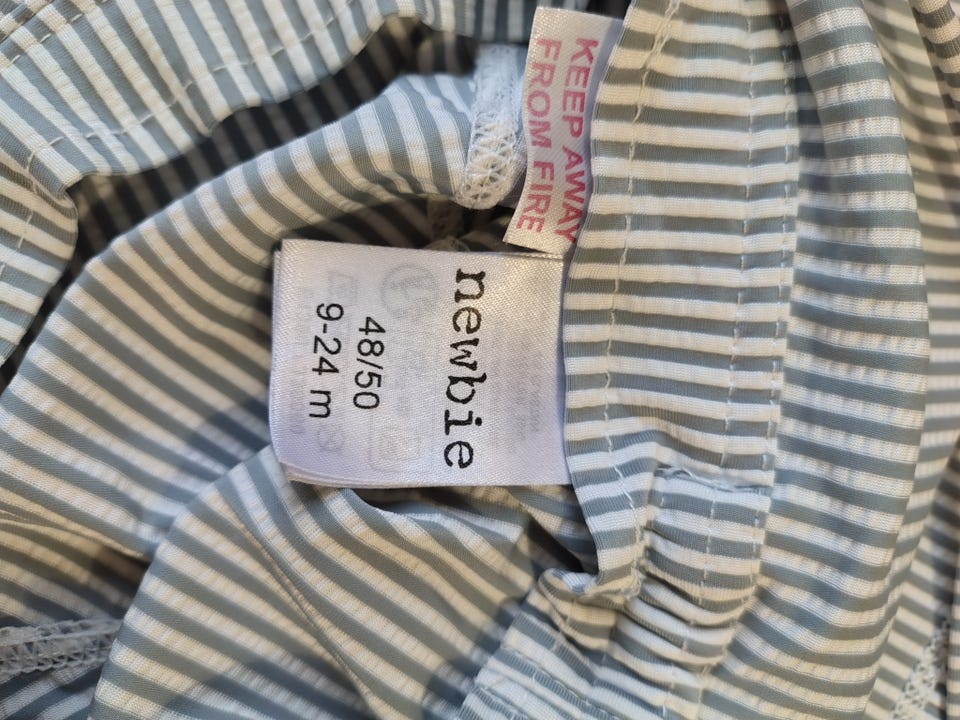 KEEP AWAY
FROM FIRE
newbie
48/50
9-24 m